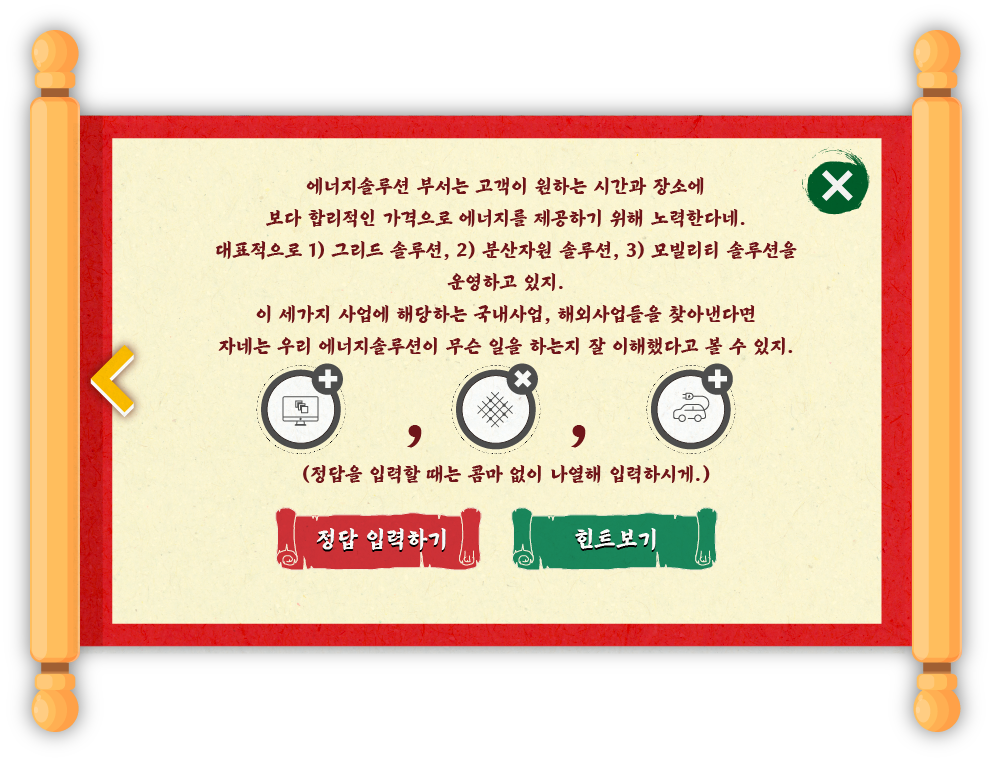 에너지솔루션 부서는 고객이 원하는 시간과 장소에
보다 합리적인 가격으로 에너지를 제공하기 위해 노력한다네.
대표적으로 1) 그리드 솔루션, 2) 분산자원 솔루션, 3) 모빌리티 솔루션을
운영하고 있지.
이 세가지 사업에 해당하는 국내사업, 해외사업들을 찾아낸다면
자네는 우리 에너지솔루션이 무슨 일을 하는지 잘 이해했다고 볼 수 있지.
, ,
(정답을 입력할 때는 콤마 없이 나열해 입력하시게.)
정답 입력하기
힌트보기